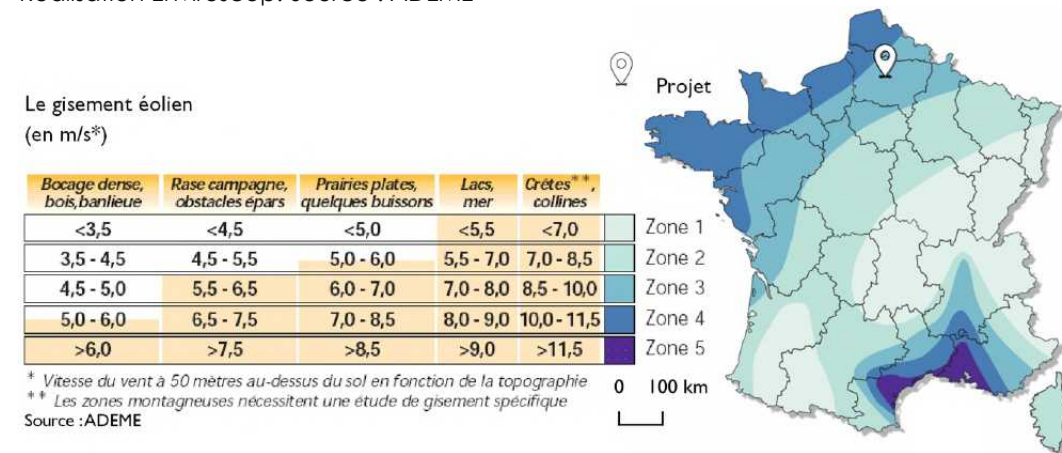 Réalisation Enviroscop. Source : ADEME
Projet
Le gisement éolien
(en m/s*)
Bocage dense, bois, banlieue
Rase campagne, obstacles épars
Prairies plates, quelques buissons
Lacs, mer
Crêtes**, collines
<3,5 <4,5 <5,0 <5,5 <7,0 Zone 1
3,5 - 4,5 4,5 - 5,5 5,0 - 6,0 5,5 - 7,0 7,0 - 8,5 Zone 2
4,5 - 5,0 5,5 - 6,5 6,0 - 7,0 7,0 - 8,0 8,5 - 10,0 Zone 3
5,0 - 6,0 6,5 - 7,5 7,0 - 8,5 8,0 - 9,0 10,0 - 11,5 Zone 4
>6,0 >7,5 >8,5 >9,0 >11,5 Zone 5
* Vitesse du vent à 50 mètres au-dessus du sol en fonction de la topographie
** Les zones montagneuses nécessitent une étude de gisement spécifique
Source : ADEME
0 100 km